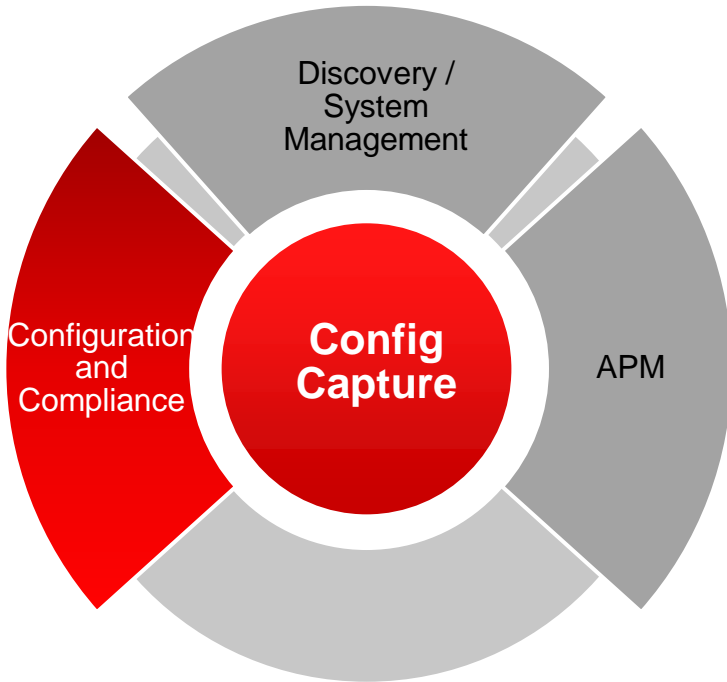 Discovery /
System
Management
Configuration
and
Compliance
Config
Capture
APM